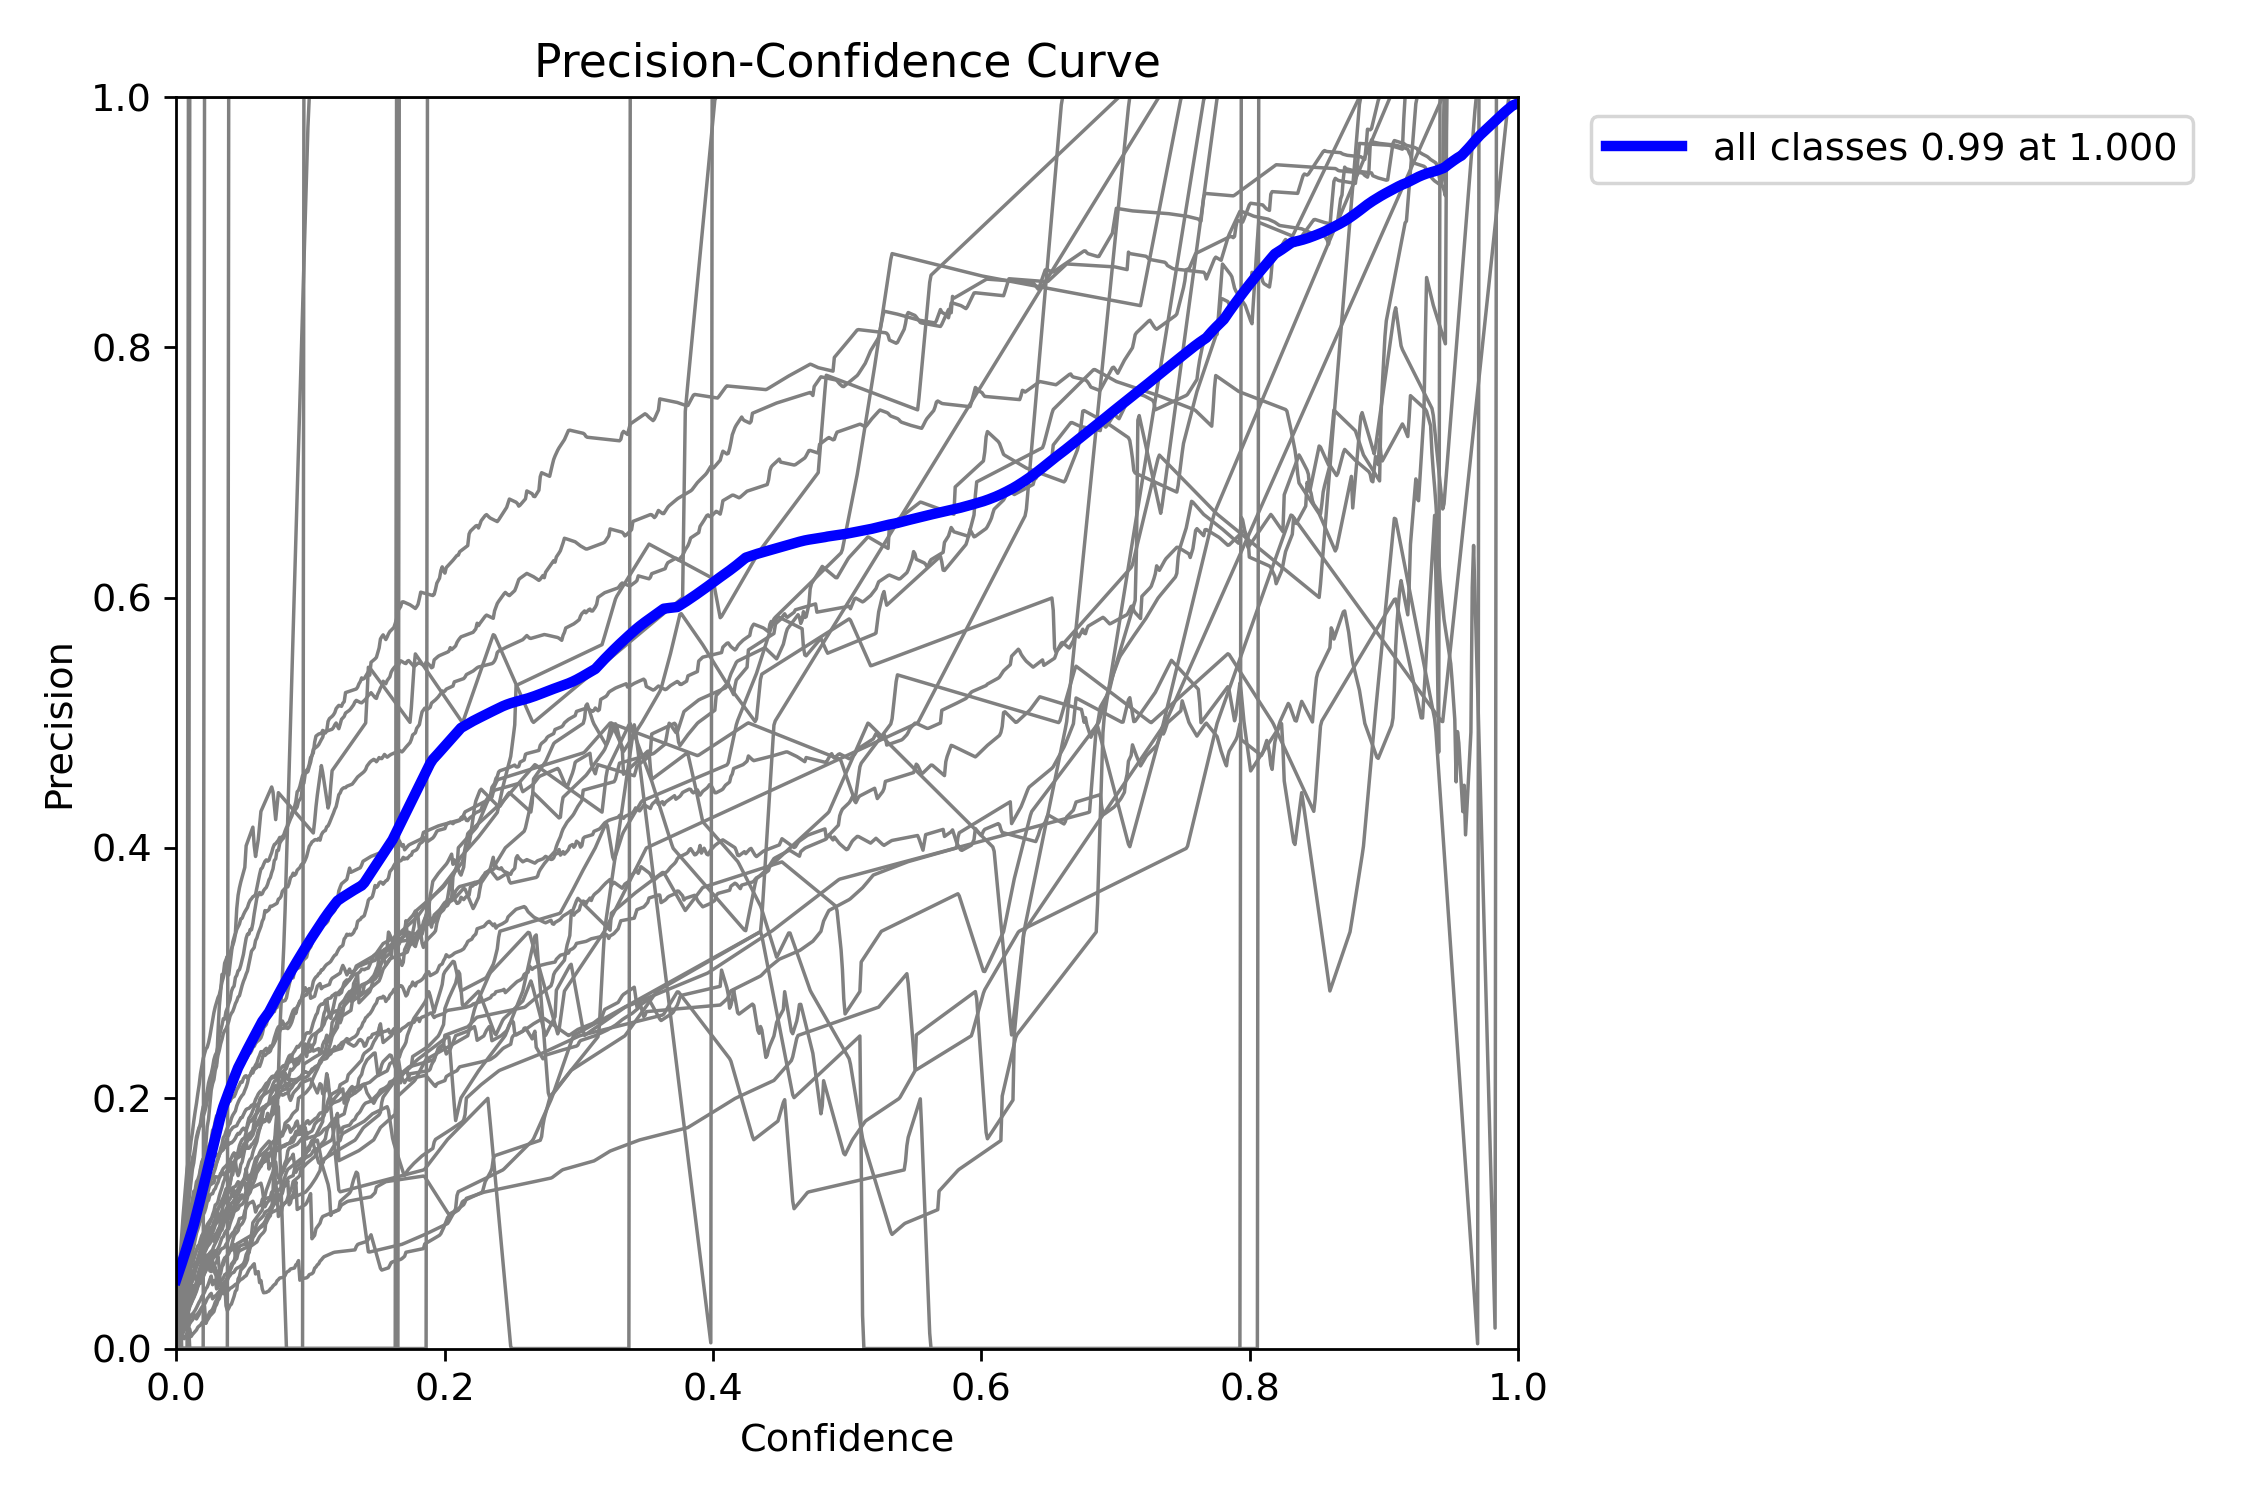 Precision-Confidence Curve
all classes 0.99 at 1.000
Precision
1.0
0.8
0.6
0.4
0.2
0.0
0.0 0.2 0.4 0.6 0.8 1.0
Confidence